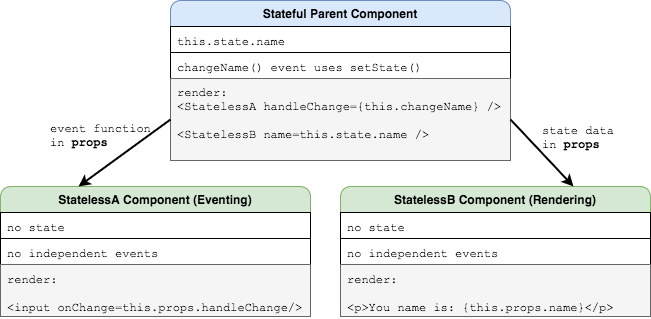 Stateful Parent Component
this.state.name
changeName() event uses setState()
render:
<StatelessA handleChange={this.changeName} />
<StatelessB name=this.state.name />
event function
in props
state data
in props
StatelessA Component (Eventing)
no state
no independent events
render:
<input onChange=this.props.handleChange/>
StatelessB Component (Rendering)
no state
no independent events
render:
<p>You name is: {this.props.name}</p>